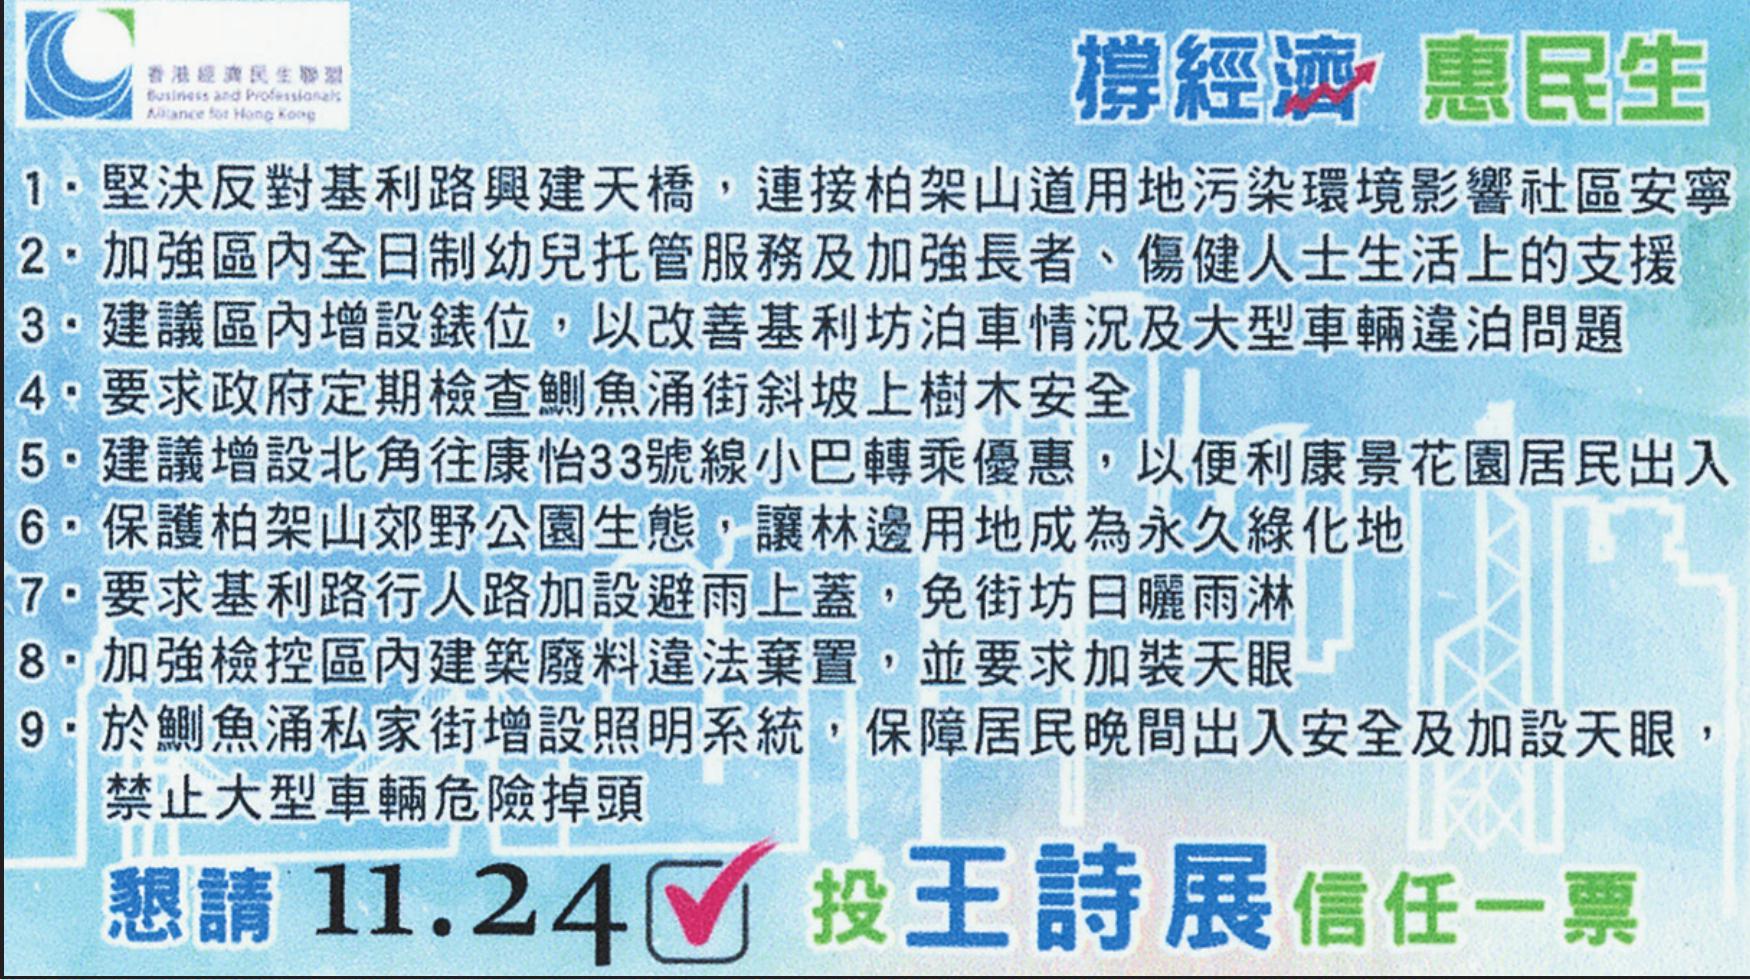 香港經濟民生聯盟
Business and Professionals
Alliance for Hong Kong
撐經濟 惠民生
1．堅決反對基利路興建天橋，連接柏架山道用地污染環境影響社區安寧
2．加強區內全日制幼兒托管服務及加強長者、傷健人士生活上的支援
3．建議區內增設錶位，以改善基利坊泊車情況及大型車輛違泊問題
4．要求政府定期檢查鰂魚涌街斜坡上樹木安全
5．建議增設北角往康怡33號線小巴轉乘優惠，以便利康景花園居民出入
6．保護柏架山郊野公園生態，讓林邊用地成為永久綠化地
7．要求基利路行人路加設避雨上蓋，免街坊日曬雨淋
8．加強檢控區內建築廢料違法棄置，並要求加裝天眼
9．於鰂魚涌私家街增設照明系統，保障居民晚間出入安全及加設天眼，
禁止大型車輛危險掉頭
懇請 11.24 投王詩展信任一票